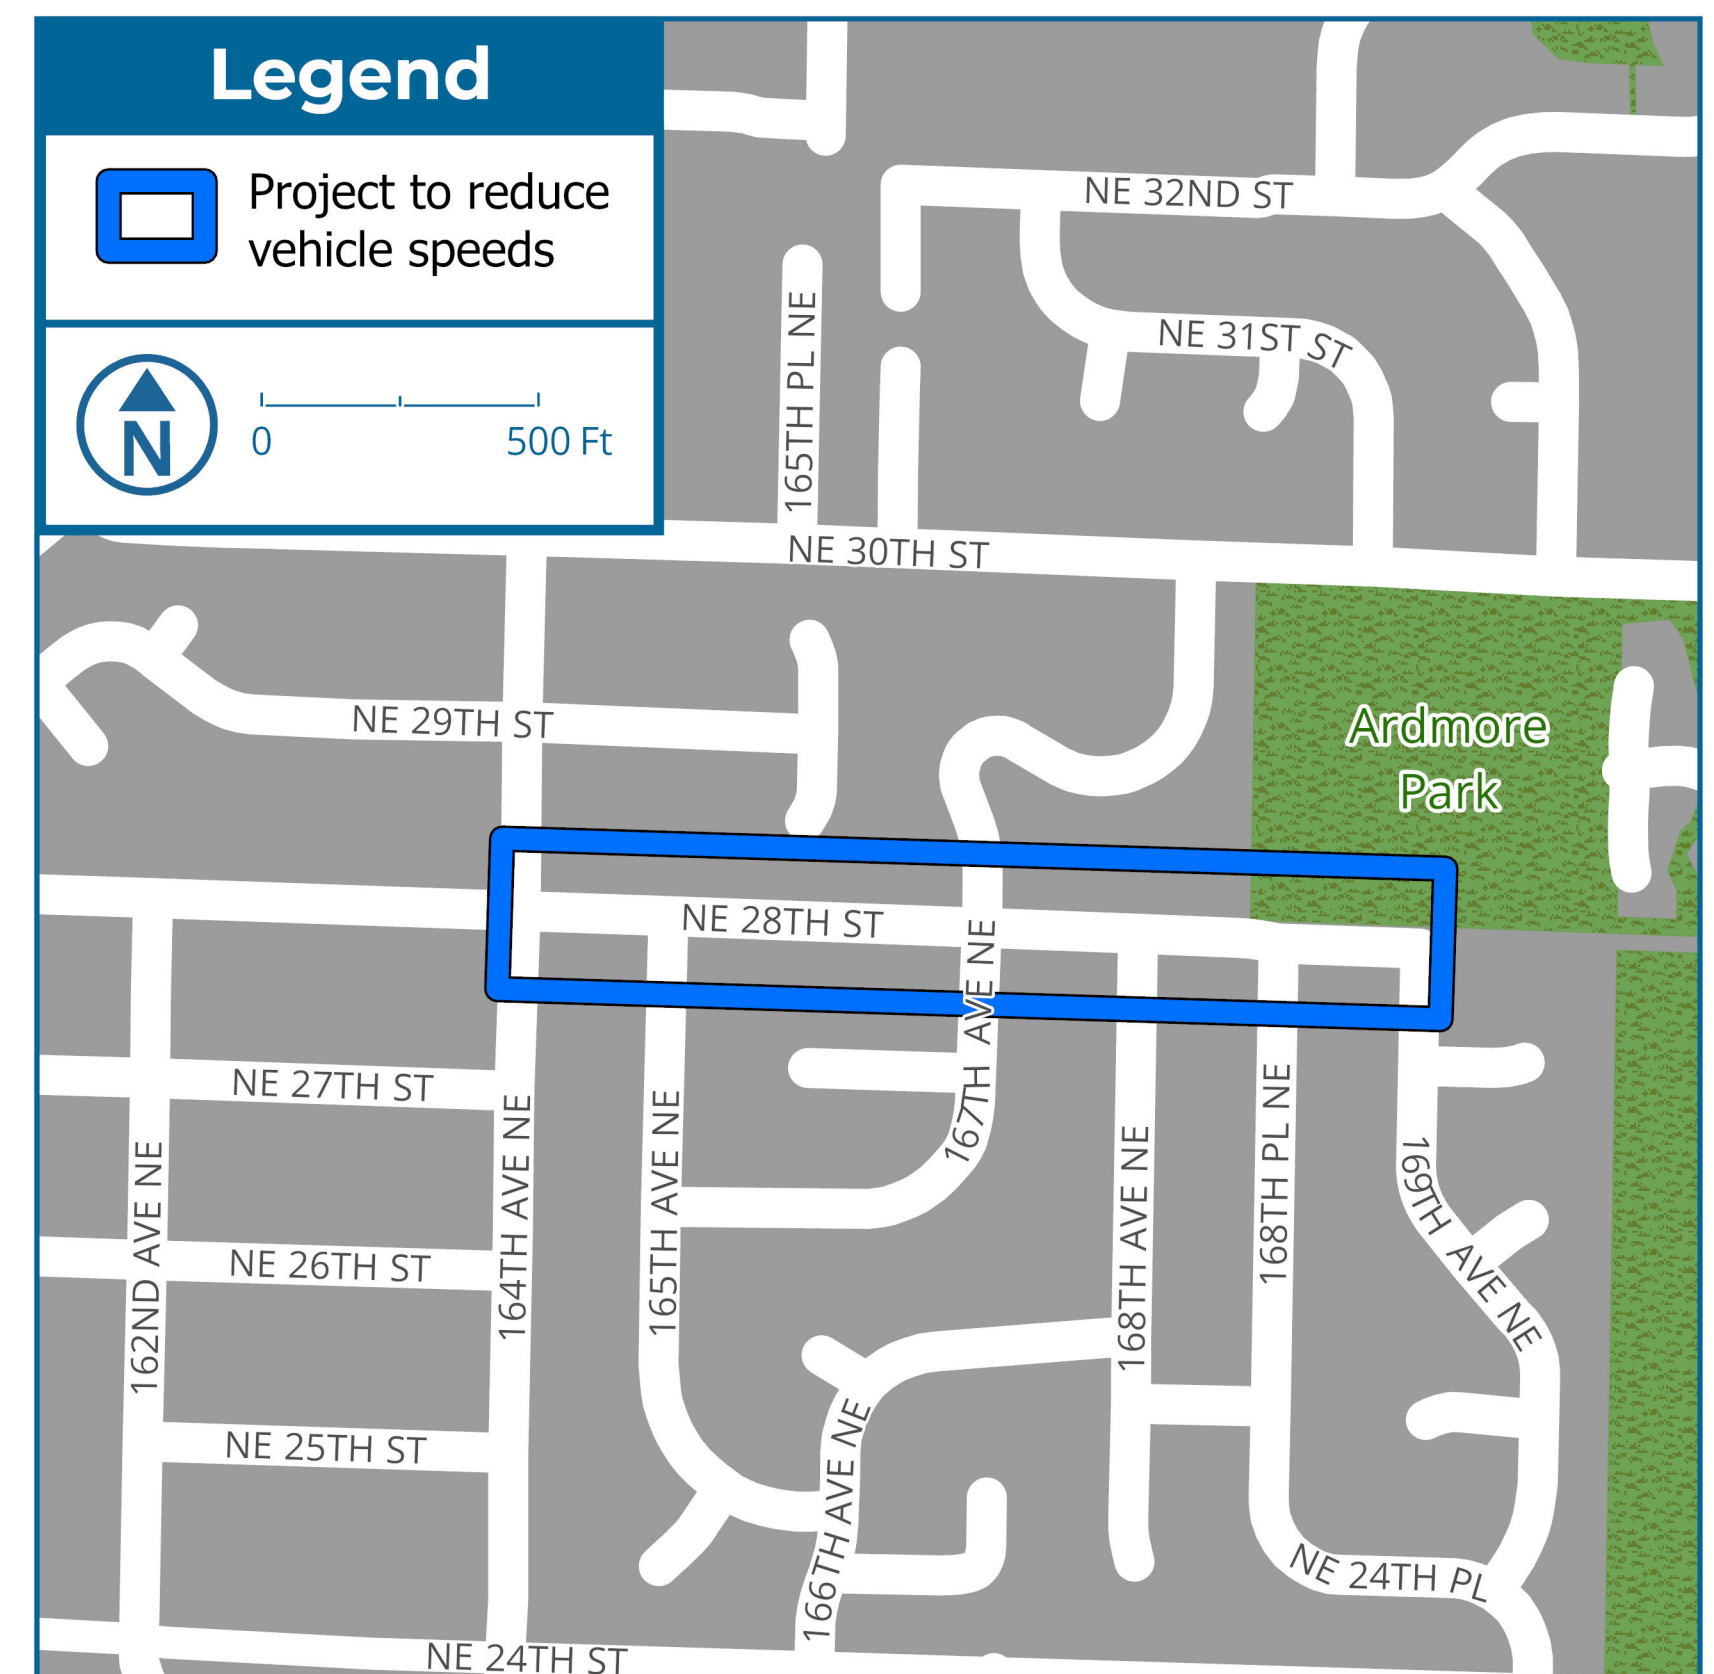 Legend
Project to reduce
vehicle speeds
N
0
500 Ft
NE 32ND ST
NE 31ST ST
165TH PL NE
NE 30TH ST
NE 29TH ST
Ardmore
Park
NE 28TH ST
167TH AVE NE
NE 27TH ST
162ND AVE NE
164TH AVE NE
165TH AVE NE
168TH AVE NE
168TH PL NE
169TH AVE NE
NE 26TH ST
NE 25TH ST
166TH AVE NE
NE 24TH PL
NE 24TH ST